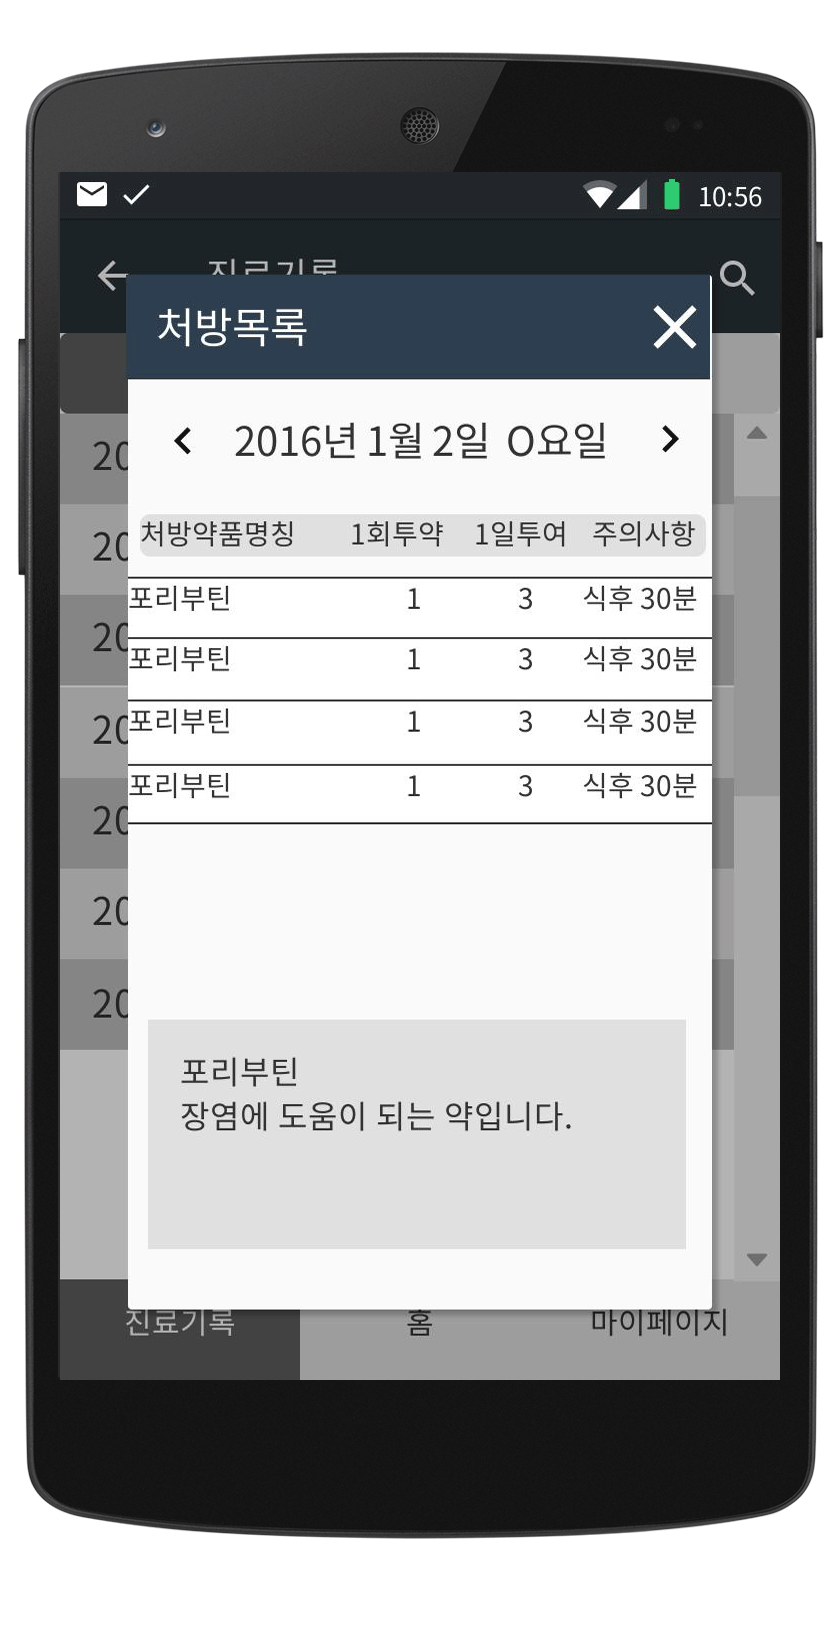 10:56
진료기록
처방목록
2016년 1월 2일 O요일
처방약품명칭 1회투약 1일투여 주의사항
포리부틴 1 3 식후 30분
포리부틴 1 3 식후 30분
포리부틴 1 3 식후 30분
포리부틴 1 3 식후 30분
20
20
20
20
20
20
20
포리부틴
장염에 도움이 되는 약입니다.
진료기록 홈 마이페이지